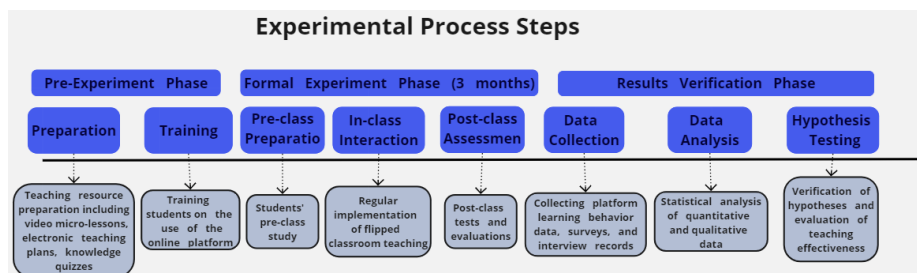 Experimental Process Steps
Pre-Experiment Phase
Formal Experiment Phase (3 months)
Results Verification Phase
Preparation
Training
Pre-class
Preparatio
In-class
Interaction
Post-class
Assessmen
Data
Collection
Data
Analysis
Hypothesis
Testing
Teaching resource
preparation including
video micro-lessons,
electronic teaching
plans, knowledge
quizzes
Training
students on the
use of the
online platform
Students'
pre-class
study
Regular
implementation
of flipped
classroom teaching
Post-class
tests and
evaluations
Collecting platform
learning behavior
data, surveys, and
interview records
Statistical analysis
of quantitative
and qualitative
data
Verification of
hypotheses and
evaluation of
teaching
effectiveness